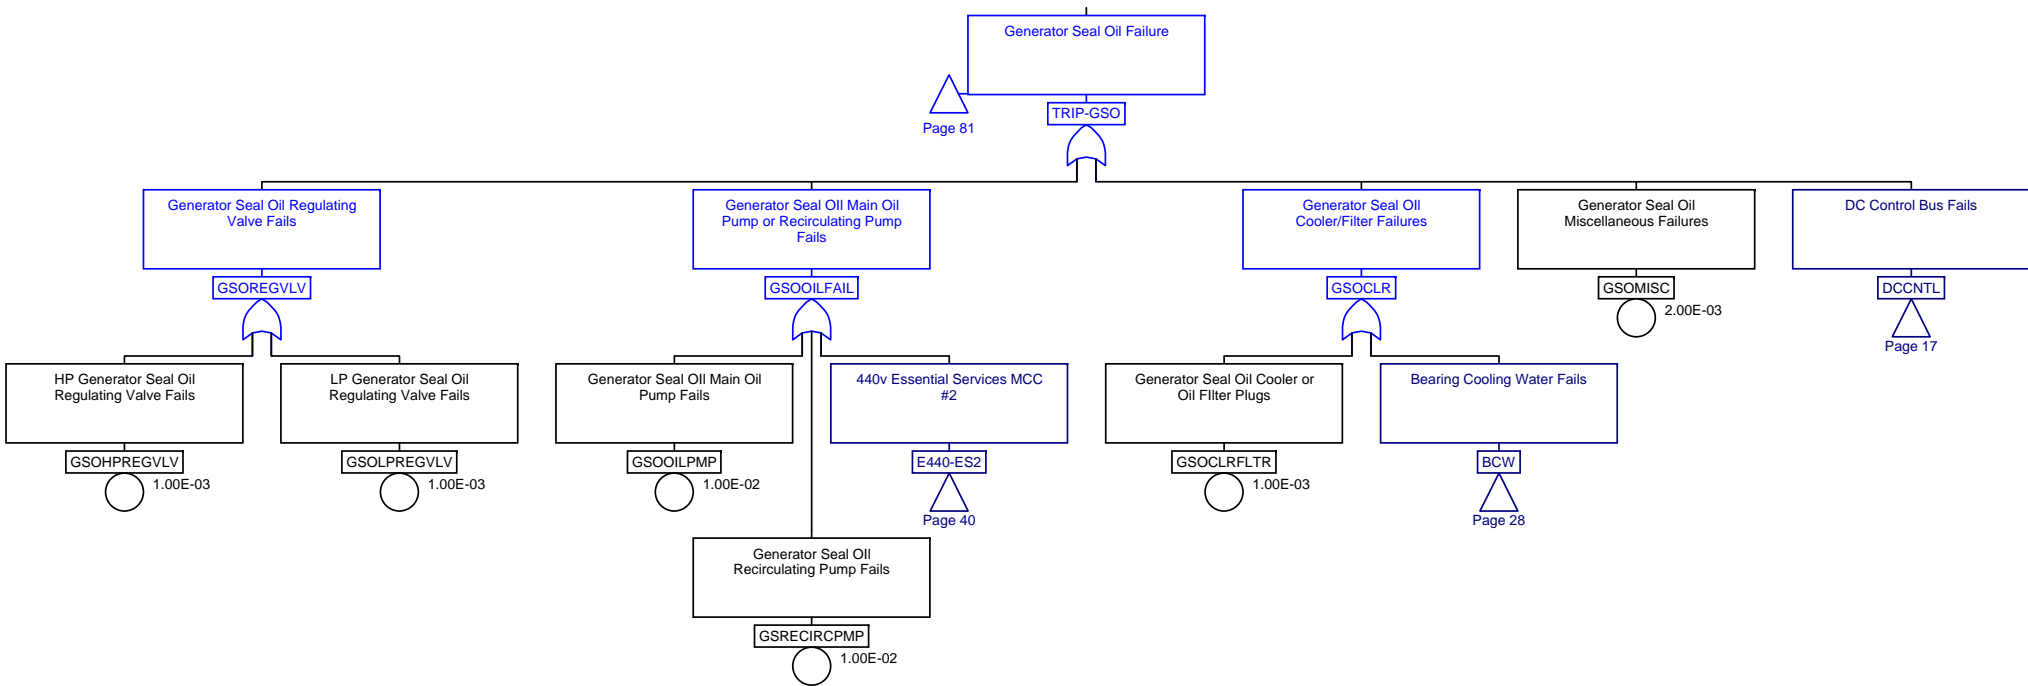 Generator Seal Oil Failure
Page 81
TRIP-GSO
Generator Seal Oil Regulating
Valve Fails
GSOREGVLV
Generator Seal OIl Main Oil
Pump or Recirculating Pump
Fails
GSOOILFAIL
Generator Seal OIl
Cooler/Filter Failures
GSOCLR
Generator Seal Oil
Miscellaneous Failures
GSOMISC
2.00E-03
DC Control Bus Fails
DCCNTL
Page 17
HP Generator Seal Oil
Regulating Valve Fails
GSOHPREGVLV
1.00E-03
LP Generator Seal Oil
Regulating Valve Fails
GSOLPREGVLV
1.00E-03
Generator Seal OIl Main Oil
Pump Fails
GSOOILPMP
1.00E-02
440v Essential Services MCC
#2
E440-ES2
Page 40
Generator Seal Oil Cooler or
Oil FIlter Plugs
GSOCLRFLTR
1.00E-03
Bearing Cooling Water Fails
BCW
Page 28
Generator Seal OIl
Recirculating Pump Fails
GSRECIRCPMP
1.00E-02